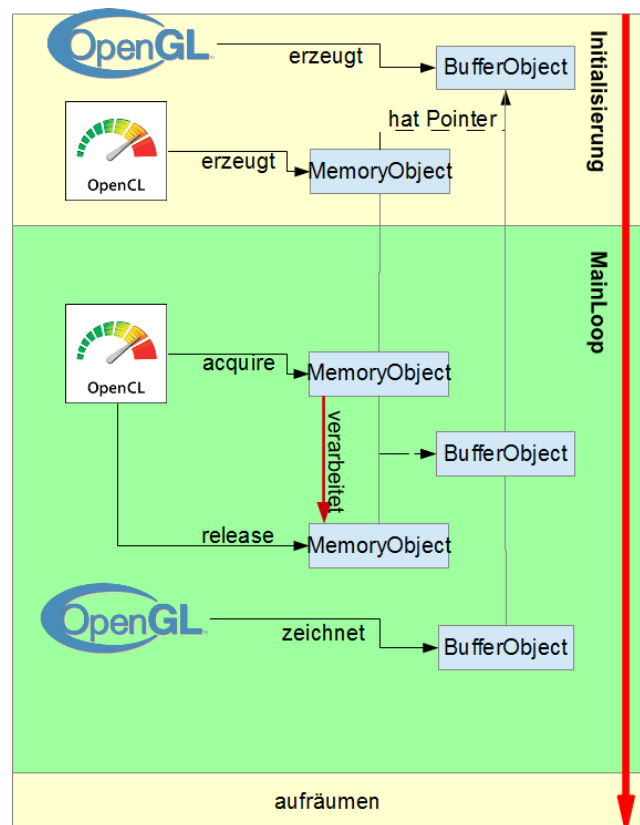 OpenGL
erzeugt
BufferObject
Initialisierung
hat Pointer
OpenCL
erzeugt
MemoryObject
MainLoop
OpenCL
acquire
MemoryObject
verarbeitet
BufferObject
release
MemoryObject
OpenGL
zeichnet
BufferObject
aufräumen